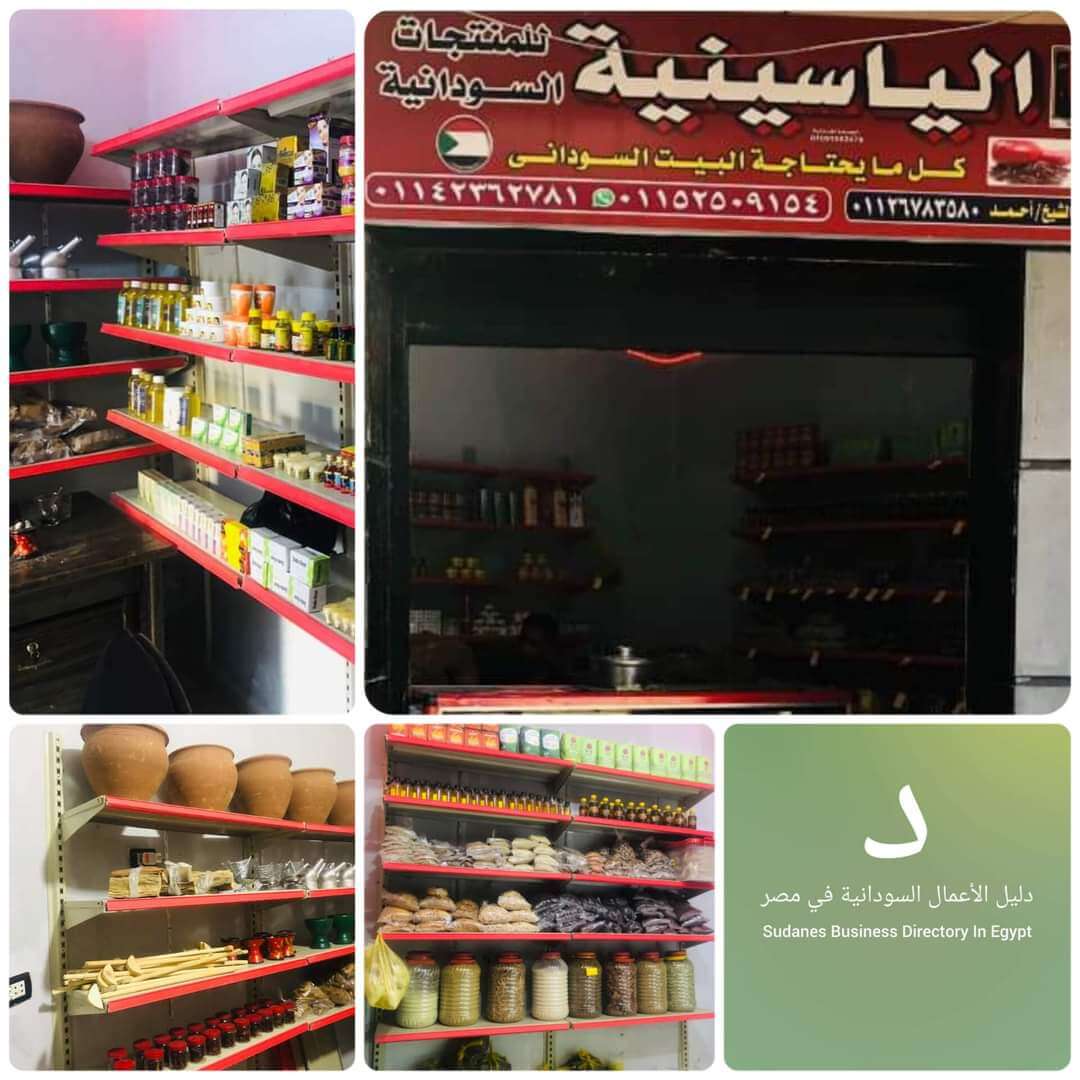 الياسينية
للمنتجات
السودانية
كل ما يحتاجة البيت السودانى
٠١١٤٢٣٦٢٧٨١ ٠١١٥٢٥٠٩١٥٤
الشيخ/أحمد ٠١١٢٦٧٨٣٥٨٠
د
دليل الأعمال السودانية في مصر
Sudanes Business Directory In Egypt